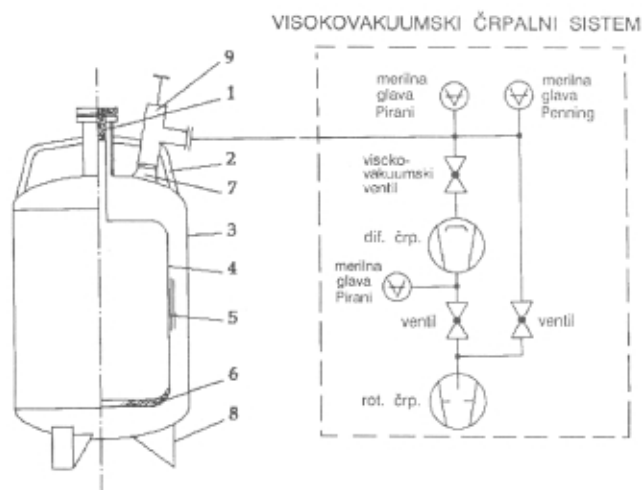 VISOKOVAKUUMSKI ČRPALNI SISTEM
9
1
2
7
3
4
5
6
8
merilna
glava
Pirani
merilna
glava
Penning
visoko-
vakuumski
ventil
dif. črp.
merilna
glava
Pirani
ventil
ventil
rot. črp.